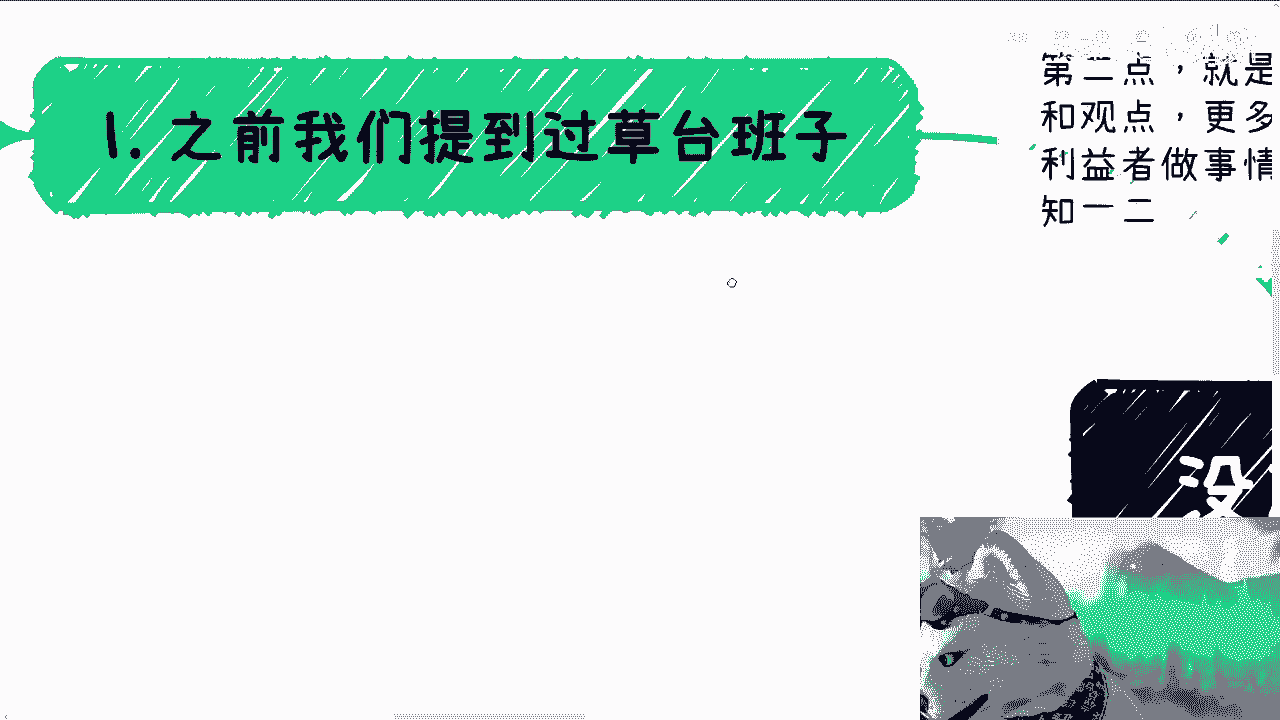 1. 之前我们提到过草台班子
第二点，就是
和观点，更多
利益者做事情
知一二
没